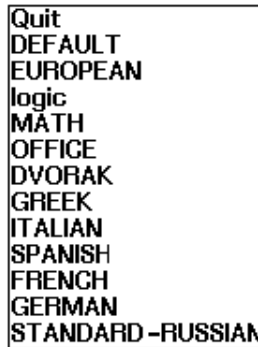 Quit
DEFAULT
EUROPEAN
logic
MATH
OFFICE
DVORAK
GREEK
ITALIAN
SPANISH
FRENCH
GERMAN
STANDARD-RUSSIAN